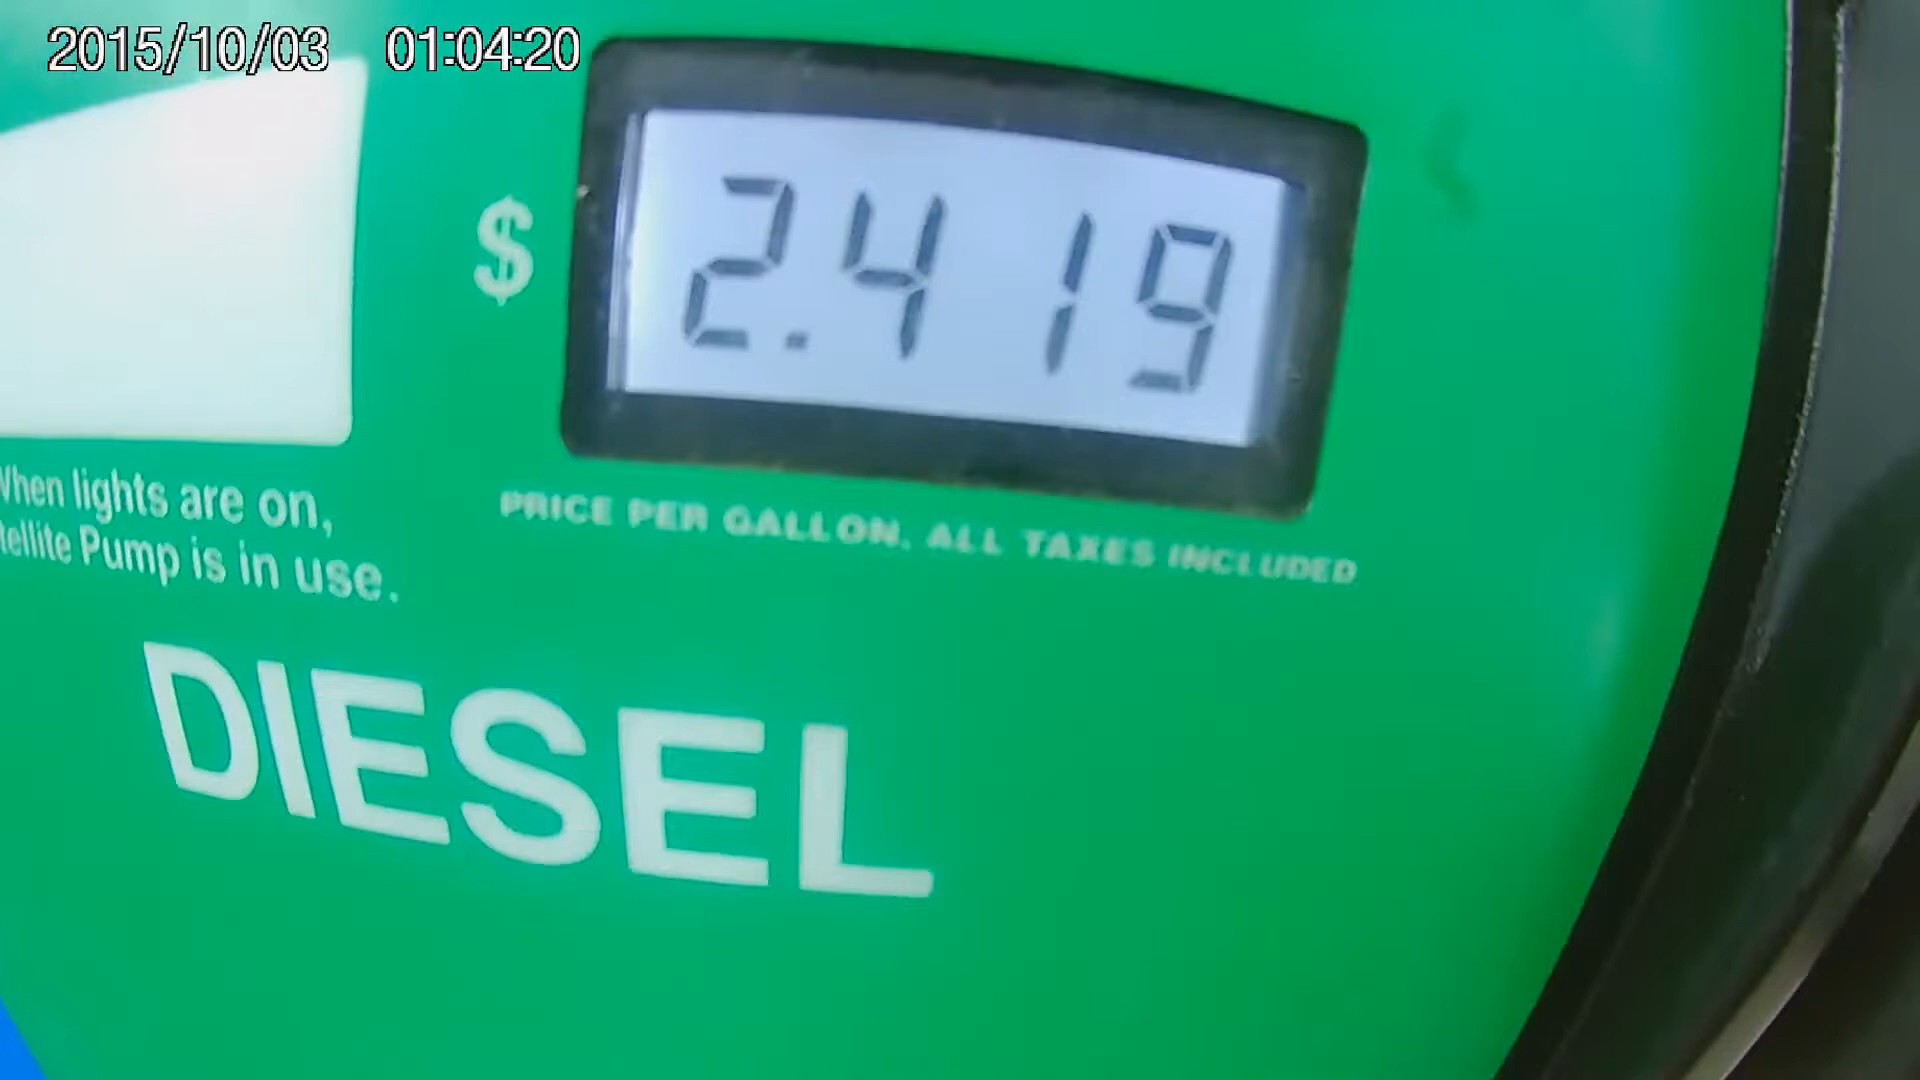 2015/10/03 01:04:20
$ 2.419
When lights are on,
Pump is in use.
PRICE PER GALLON, ALL TAXES INCLUDED
DIESEL